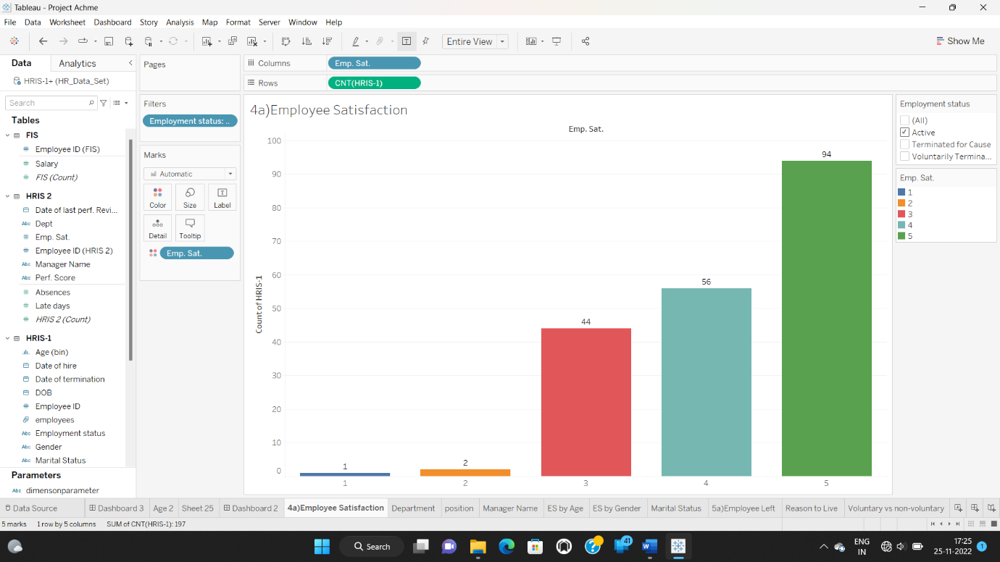 Tableau - Project Achme
File Data Worksheet Dashboard Story Analysis Map Format Server Window Help
Entire View
Show Me
Data Analytics
HRIS-1+ (HR_Data_Set)
Search
Tables
FIS
Employee ID (FIS)
Salary
FIS (Count)
HRIS 2
Date of last perf. Revi...
Abc Dept
Emp. Sat.
Employee ID (HRIS 2)
Abc Manager Name
Abc Perf. Score
Absences
Late days
HRIS 2 (Count)
HRIS-1
Age (bin)
Date of hire
Date of termination
DOB
Employee ID
employees
Abc Employment status
Abc Gender
Abc Marital Status
Parameters
Abc dimensonparameter
Pages
Filters
Employment status: ..
Marks
Automatic
Color Size Label
Detail Tooltip
Emp. Sat.
Columns Emp. Sat.
Rows CNT(HRIS-1)
4a)Employee Satisfaction
Emp. Sat.
Count of HRIS-1
100
90
80
70
60
50
40
30
20
10
0
1 2 44 56 94
1 2 3 4 5
Employment status
(All)
Active
Terminated for Cause
Voluntarily Termina...
Emp. Sat.
1
2
3
4
5
Data Source Dashboard 3 Age 2 Sheet 25 Dashboard 2 4a)Employee Satisfaction Department position Manager Name ES by Age ES by Gender Marital Status 5a)Employee Left Reason to Live Voluntary vs non-voluntary
5 marks 1 row by 5 columns SUM of CNT(HRIS-1): 197
Search 41 ENG 17:25
IN 25-11-2022 1